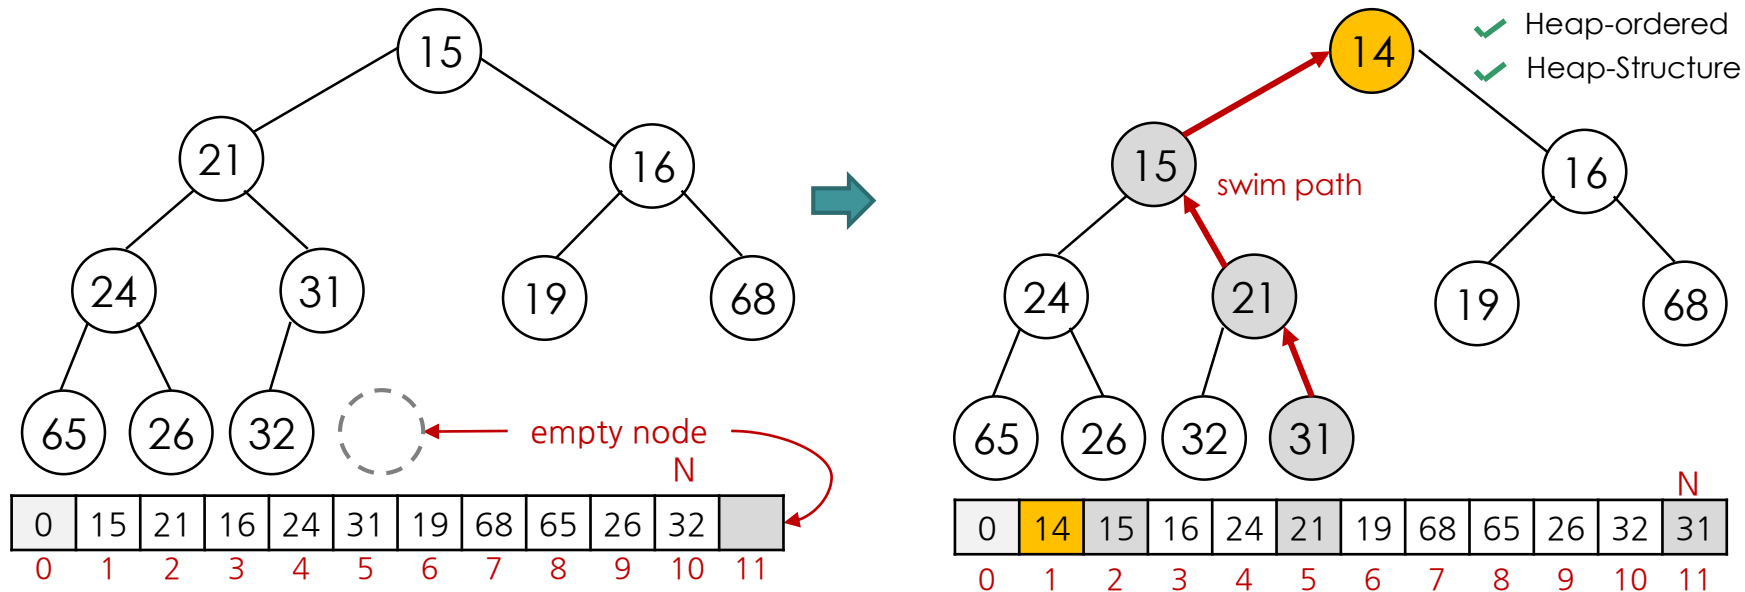 15
21
16
24
31
19
68
65
26
32
empty node
N
0 15 21 16 24 31 19 68 65 26 32
0 1 2 3 4 5 6 7 8 9 10 11
Heap-ordered
Heap-Structure
14
15
16
swim path
24
21
19
68
65
26
32
31
N
0 14 15 16 24 21 19 68 65 26 32 31
0 1 2 3 4 5 6 7 8 9 10 11